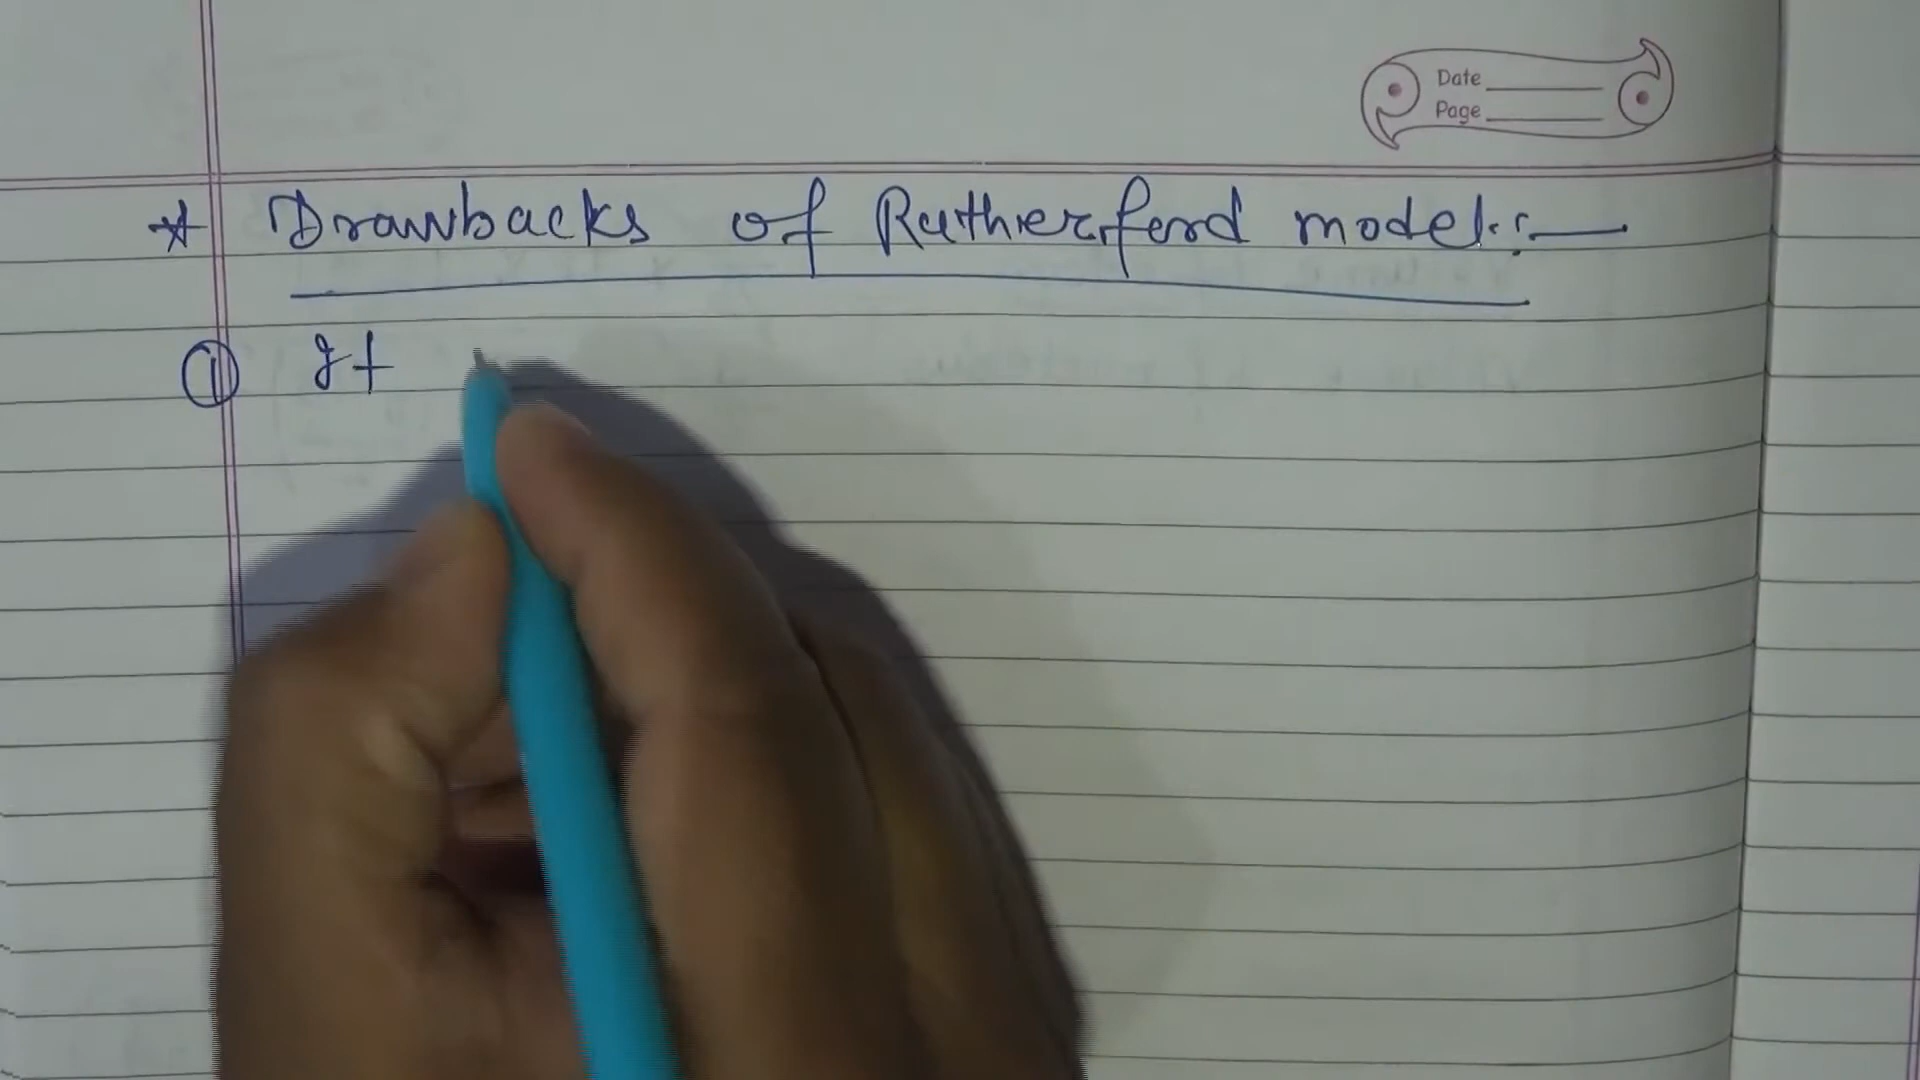 Date
Page
* Drawbacks of Rutherford model :—
① It